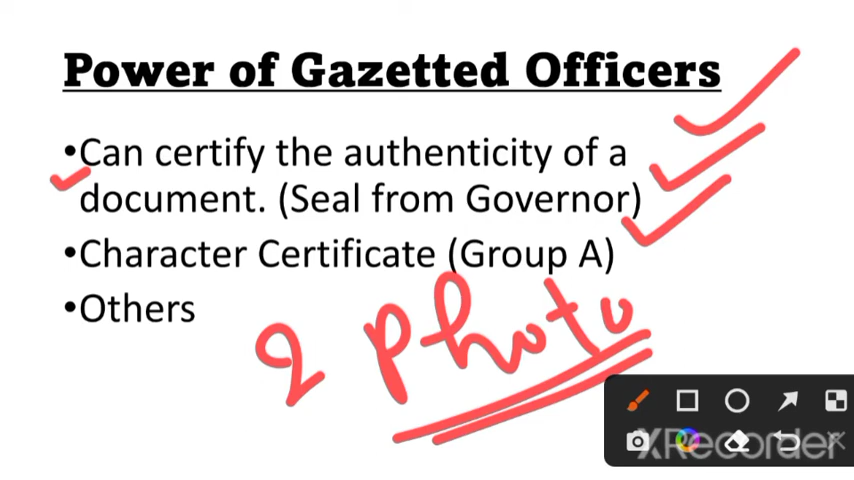 Power of Gazetted Officers
•Can certify the authenticity of a
document. (Seal from Governor)
•Character Certificate (Group A)
•Others
2 Photo
XRecorder